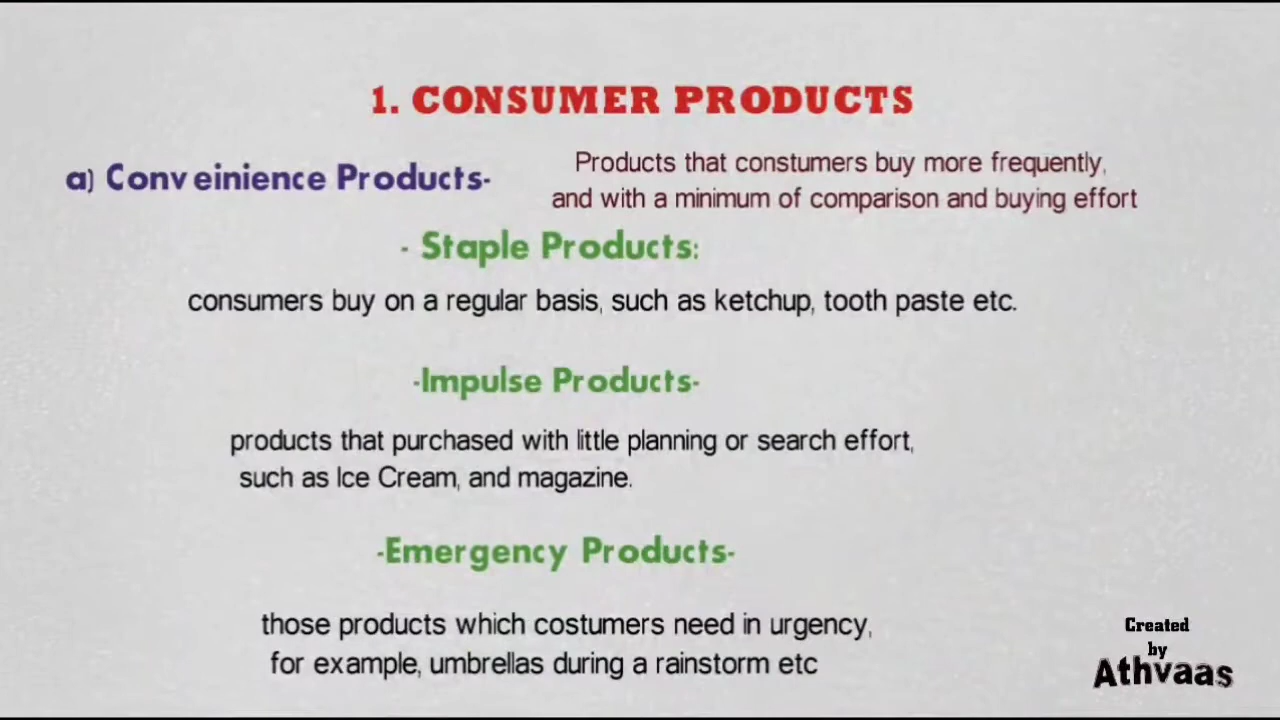 1. CONSUMER PRODUCTS
a) Conveinience Products-
Products that constumers buy more frequently,
and with a minimum of comparison and buying effort
- Staple Products:
consumers buy on a regular basis, such as ketchup, tooth paste etc.
-Impulse Products-
products that purchased with little planning or search effort,
such as Ice Cream, and magazine.
-Emergency Products-
those products which costumers need in urgency,
for example, umbrellas during a rainstorm etc
Created
by
Athvaas